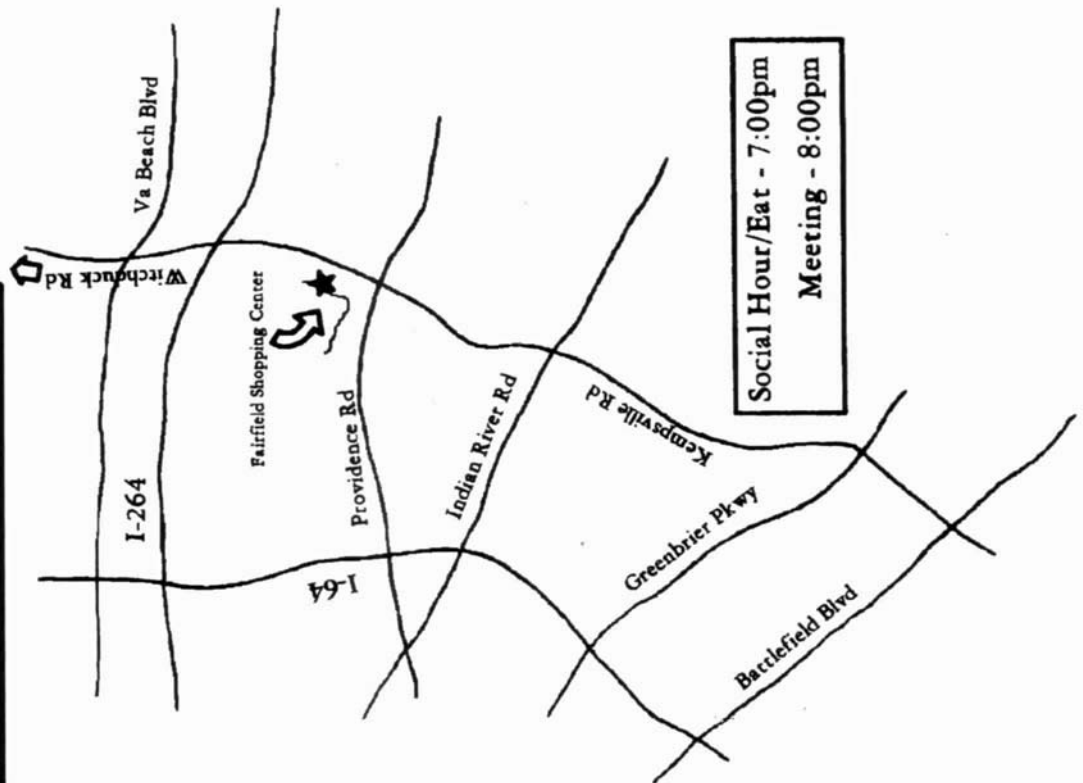 Va Beach Blvd
Witchduck Rd
I-264
Fairfield Shopping Center
Providence Rd
I-64
Indian River Rd
Kempsville Rd
Greenbrier Pkwy
Battlefield Blvd
Social Hour/Eat - 7:00pm
Meeting - 8:00pm